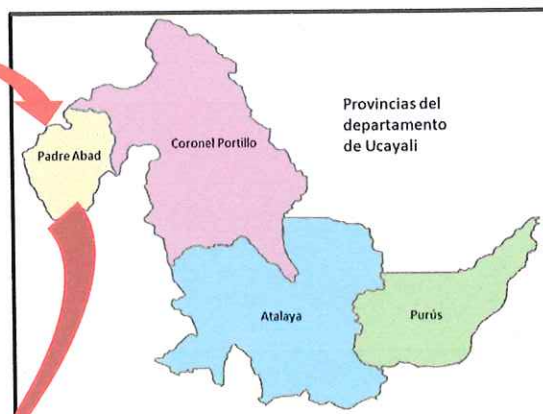 Provincias del
departamento
de Ucayali
Padre Abad
Coronel Portillo
Atalaya
Purús